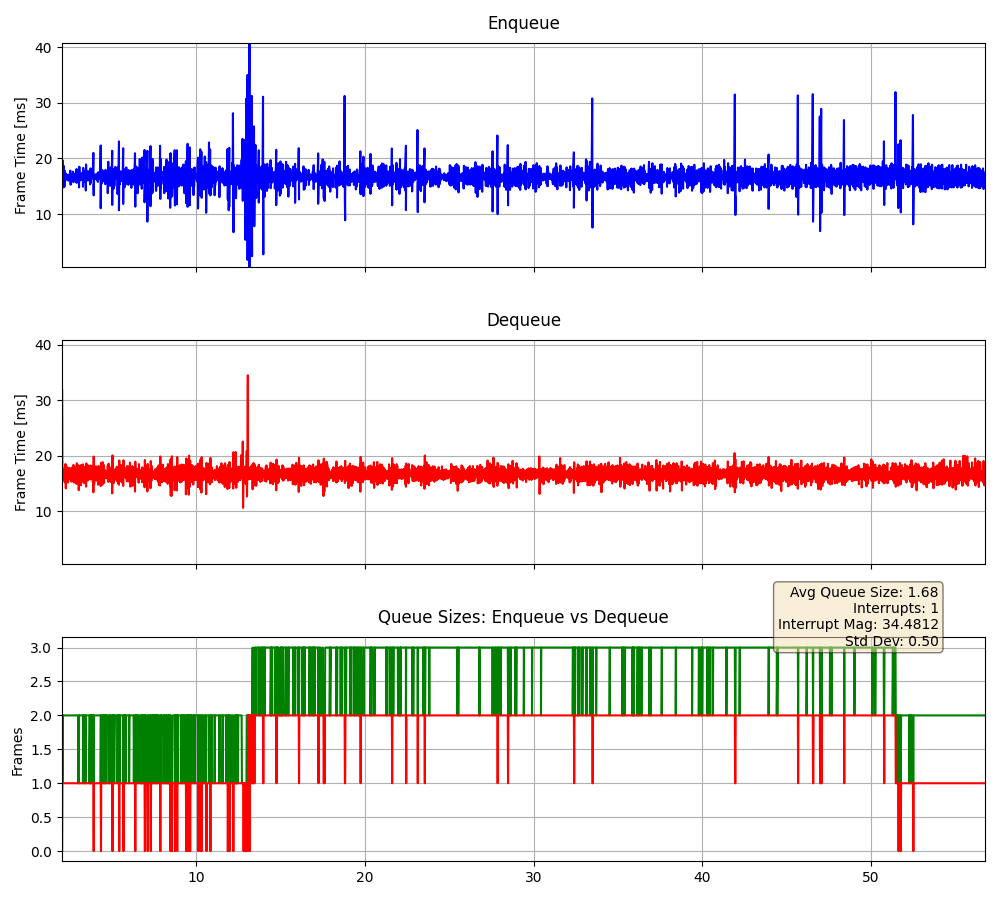 Enqueue
Frame Time [ms]
40
30
20
10
Dequeue
Frame Time [ms]
40
30
20
10
Avg Queue Size: 1.68
Interrupts: 1
Interrupt Mag: 34.4812
Std Dev: 0.50
Queue Sizes: Enqueue vs Dequeue
Frames
3.0
2.5
2.0
1.5
1.0
0.5
0.0
10 20 30 40 50